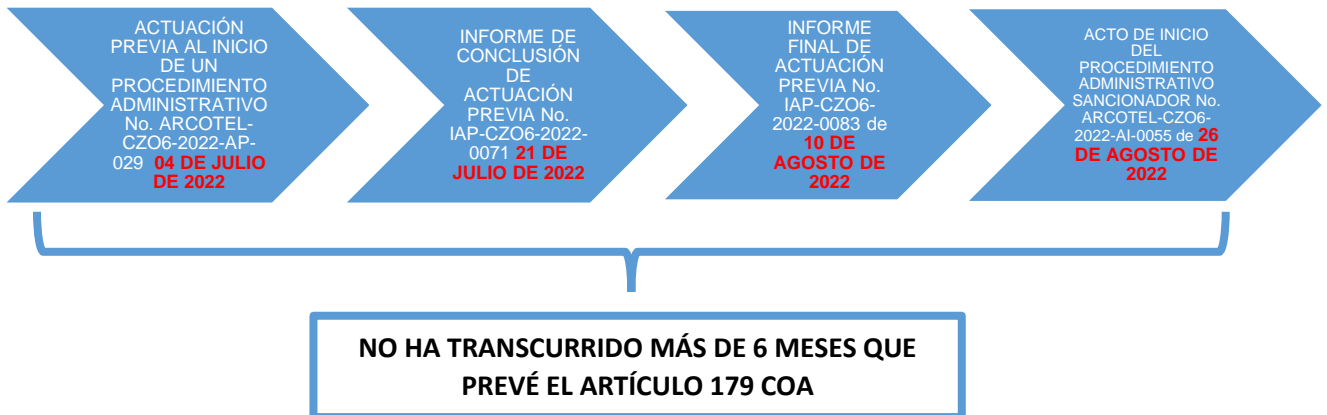 ACTUACIÓN
PREVIA AL INICIO
DE UN
PROCEDIMIENTO
ADMINISTRATIVO
No. ARCOTEL-
CZO6-2022-AP-
029 04 DE JULIO
DE 2022
INFORME DE
CONCLUSIÓN
DE
ACTUACIÓN
PREVIA No.
IAP-CZO6-2022-
0071 21 DE
JULIO DE 2022
INFORME
FINAL DE
ACTUACIÓN
PREVIA No.
IAP-CZO6-
2022-0083 de
10 DE
AGOSTO DE
2022
ACTO DE INICIO
DEL
PROCEDIMIENTO
ADMINISTRATIVO
SANCIONADOR No.
ARCOTEL-CZO6-
2022-AI-0055 de 26
DE AGOSTO DE
2022
NO HA TRANSCURRIDO MÁS DE 6 MESES QUE
PREVÉ EL ARTÍCULO 179 COA